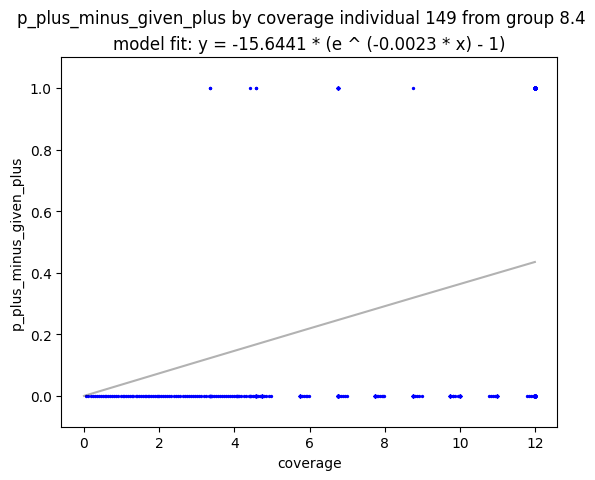 p_plus_minus_given_plus by coverage individual 149 from group 8.4
model fit: y = -15.6441 * (e ^ (-0.0023 * x) - 1)
1.0
0.8
0.6
0.4
0.2
0.0
p_plus_minus_given_plus
0 2 4 6 8 10 12
coverage